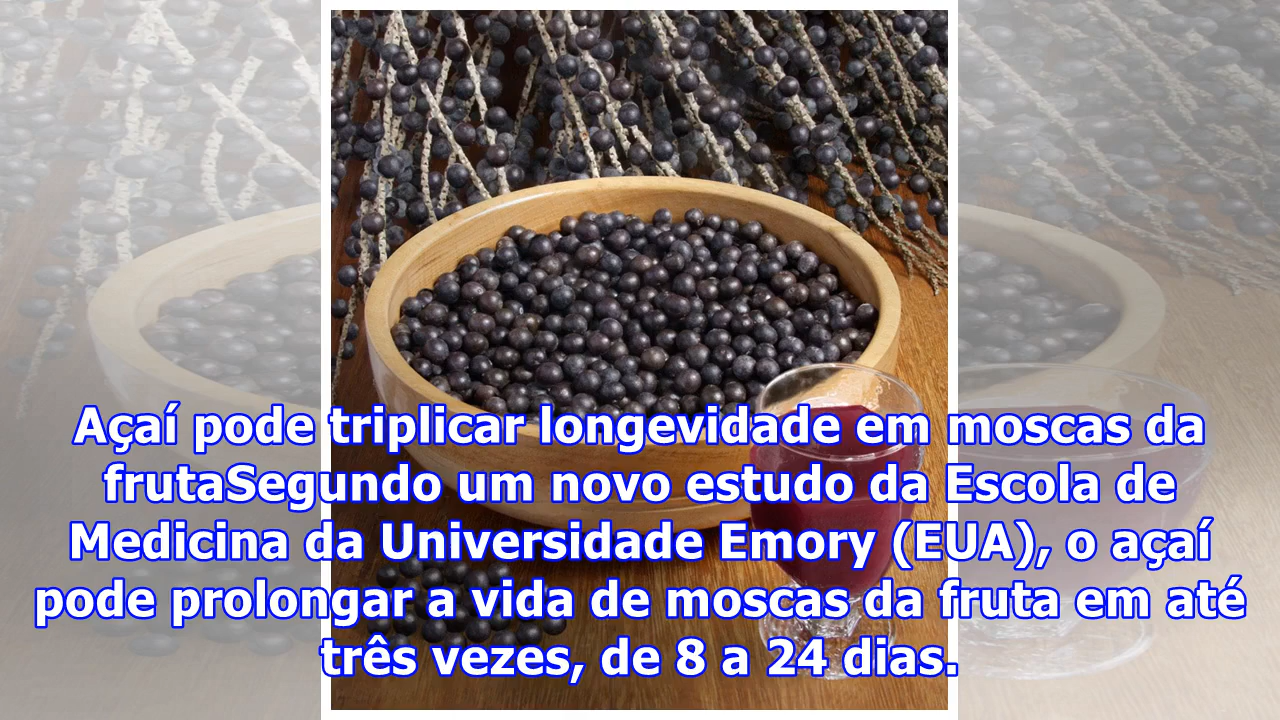 Açaí pode triplicar longevidade em moscas da
frutaSegundo um novo estudo da Escola de
Medicina da Universidade Emory (EUA), o açaí
pode prolongar a vida de moscas da fruta em até
três vezes, de 8 a 24 dias.